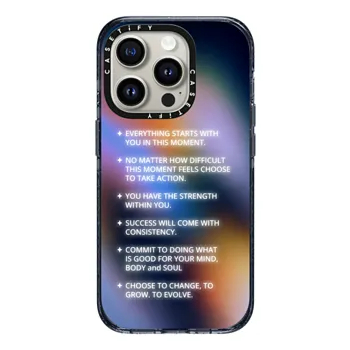 CASETiFY
CASETiFY
✦ EVERYTHING STARTS WITH
YOU IN THIS MOMENT.
✦ NO MATTER HOW DIFFICULT
THIS MOMENT FEELS CHOOSE
TO TAKE ACTION.
✦ YOU HAVE THE STRENGTH
WITHIN YOU.
✦ SUCCESS WILL COME WITH
CONSISTENCY.
✦ COMMIT TO DOING WHAT
IS GOOD FOR YOUR MIND,
BODY and SOUL
✦ CHOOSE TO CHANGE, TO
GROW. TO EVOLVE.